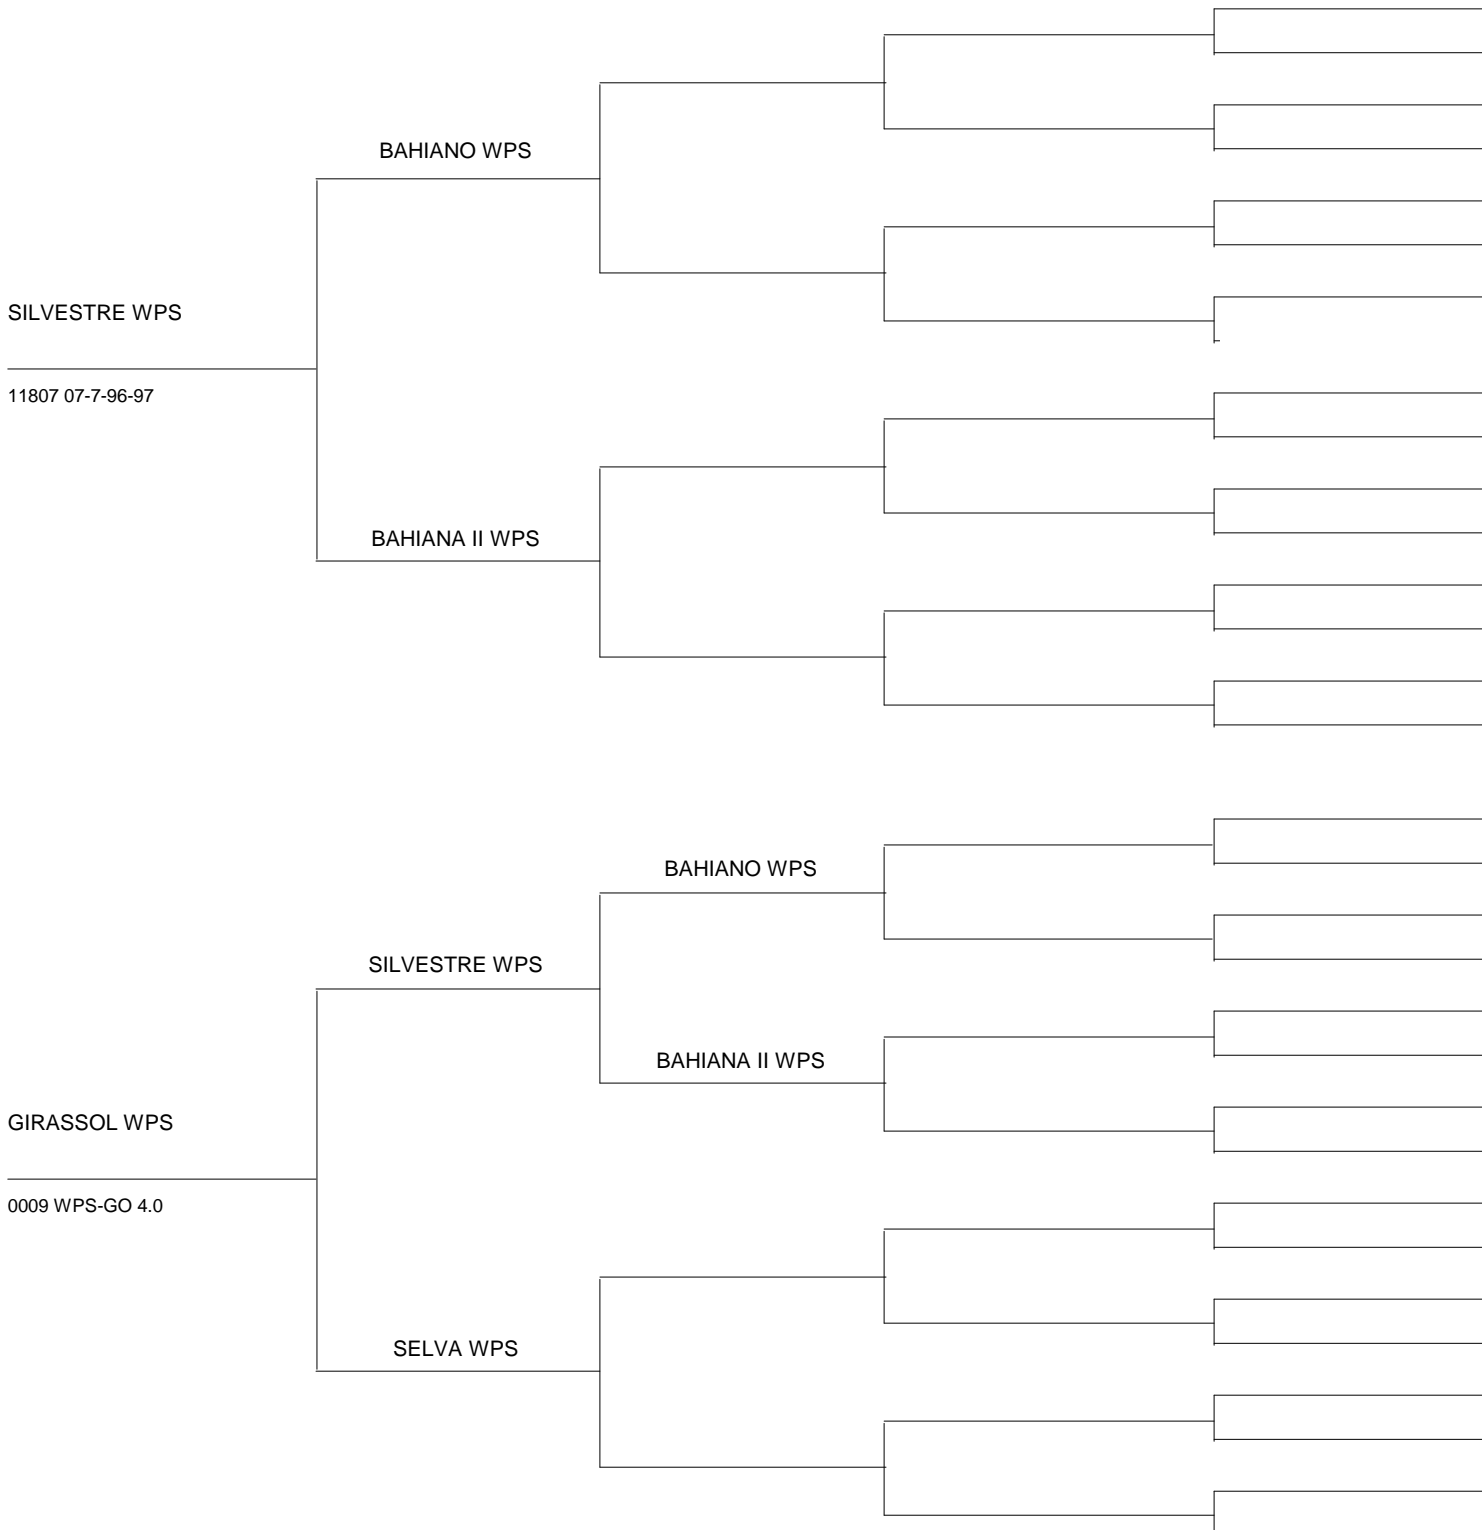 BAHIANO WPS
SILVESTRE WPS
11807 07-7-96-97
BAHIANA II WPS
BAHIANO WPS
SILVESTRE WPS
BAHIANA II WPS
GIRASSOL WPS
0009 WPS-GO 4.0
SELVA WPS